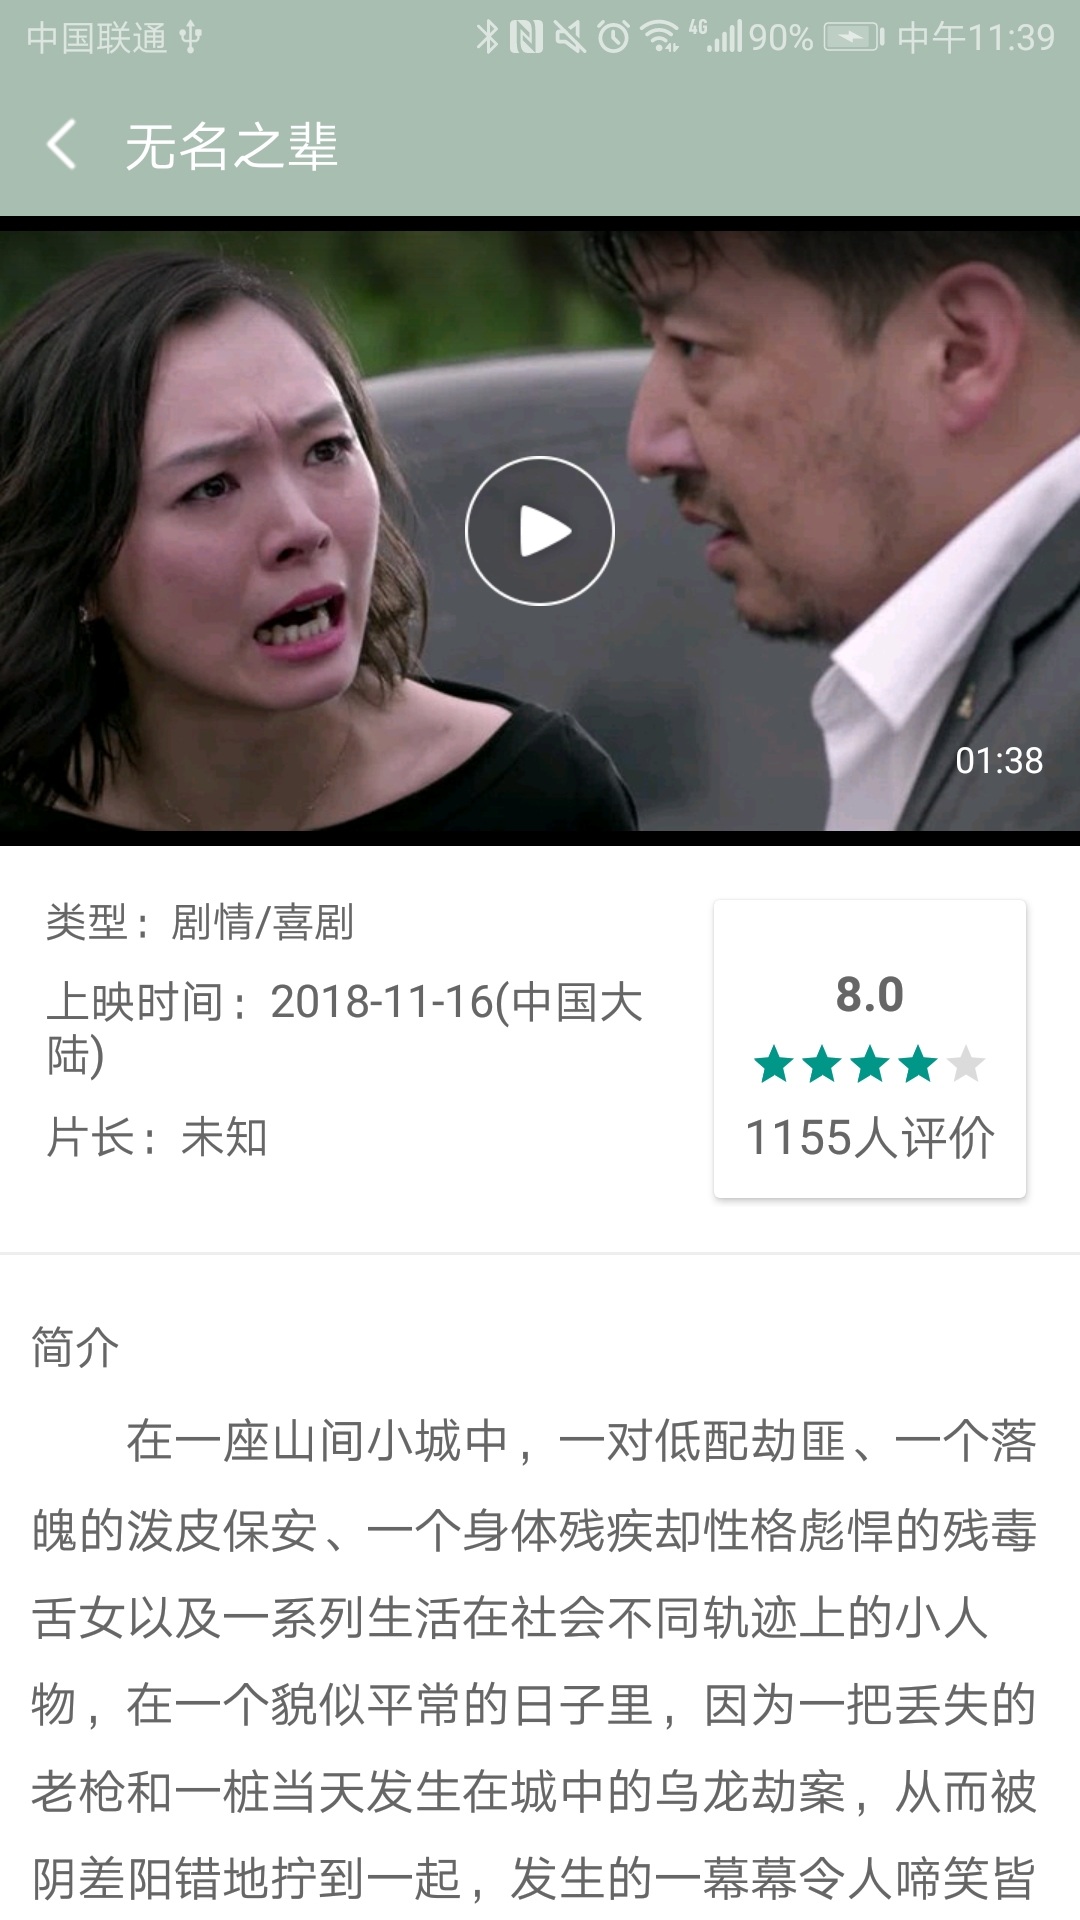 中国联通 4G 90% 中午11:39
无名之辈
01:38
类型：剧情/喜剧
上映时间：2018-11-16(中国大
陆)
片长：未知
8.0
1155人评价
简介
在一座山间小城中，一对低配劫匪、一个落
魄的泼皮保安、一个身体残疾却性格彪悍的残毒
舌女以及一系列生活在社会不同轨迹上的小人
物，在一个貌似平常的日子里，因为一把丢失的
老枪和一桩当天发生在城中的乌龙劫案，从而被
阴差阳错地拧到一起，发生的一幕幕令人啼笑皆